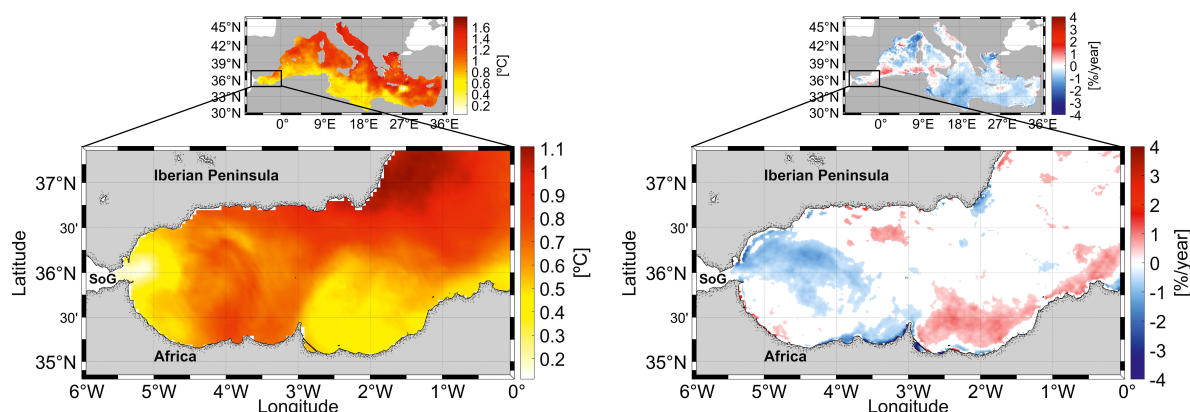 45°N
42°N
39°N
36°N
33°N
30°N
0°
9°E
18°E
27°E
36°E
1.6
1.4
1.2
1
0.8
0.6
0.4
0.2
[ºC]
37°N
30'
36°N
30'
35°N
Latitude
Iberian Peninsula
SoG
Africa
6°W
5°W
4°W
3°W
2°W
1°W
0°
Longitude
1.1
1
0.9
0.8
0.7
0.6
0.5
0.4
0.3
0.2
[ºC]
45°N
42°N
39°N
36°N
33°N
30°N
0°
9°E
18°E
27°E
36°E
4
3
2
1
0
-1
-2
-3
-4
[%/year]
37°N
30'
36°N
30'
35°N
Latitude
Iberian Peninsula
SoG
Africa
6°W
5°W
4°W
3°W
2°W
1°W
0°
Longitude
4
3
2
1
0
-1
-2
-3
-4
[%/year]